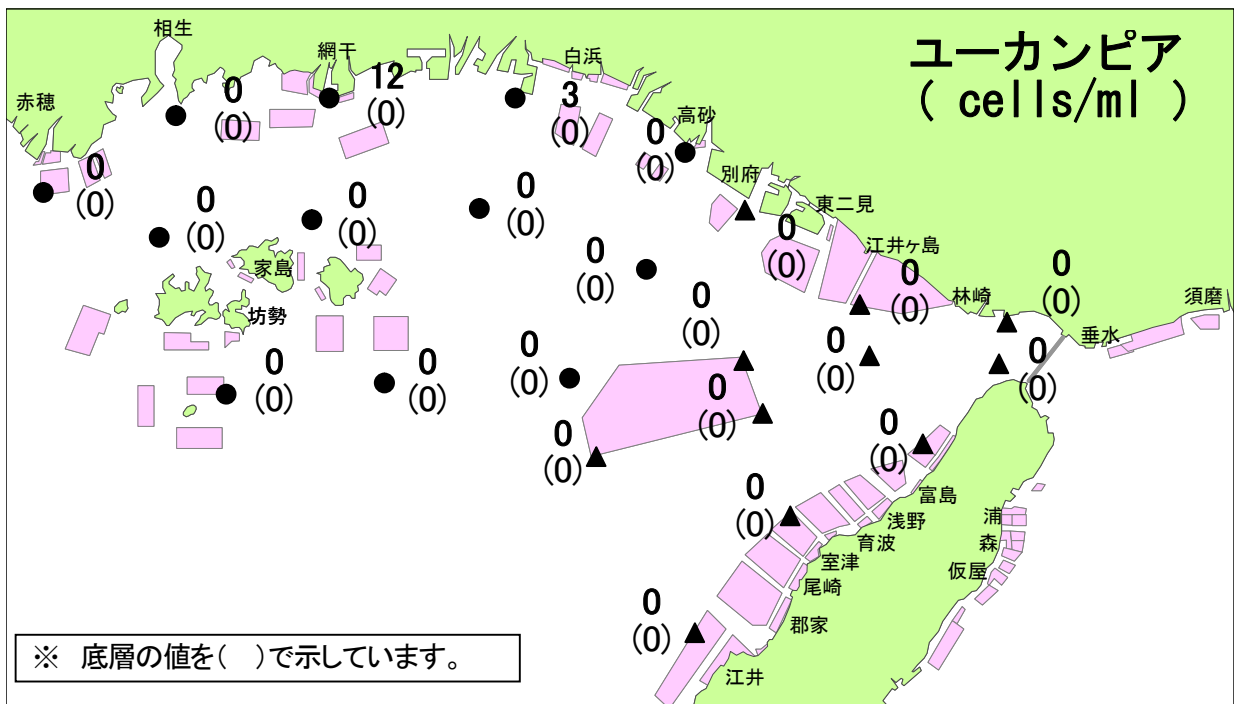 ユーカンピア
( cells/ml )
相生
網干
白浜
赤穂
高砂
別府
東二見
江井ヶ島
林崎
須磨
垂水
家島
坊勢
0
(0)
12
(0)
3
(0)
0
(0)
0
(0)
0
(0)
0
(0)
0
(0)
0
(0)
0
(0)
0
(0)
0
(0)
0
(0)
0
(0)
0
(0)
0
(0)
0
(0)
0
(0)
0
(0)
0
(0)
0
(0)
0
(0)
0
(0)
富島
浅野
育波
室津
尾崎
郡家
江井
浦
森
仮屋
※ 底層の値を( )で示しています。